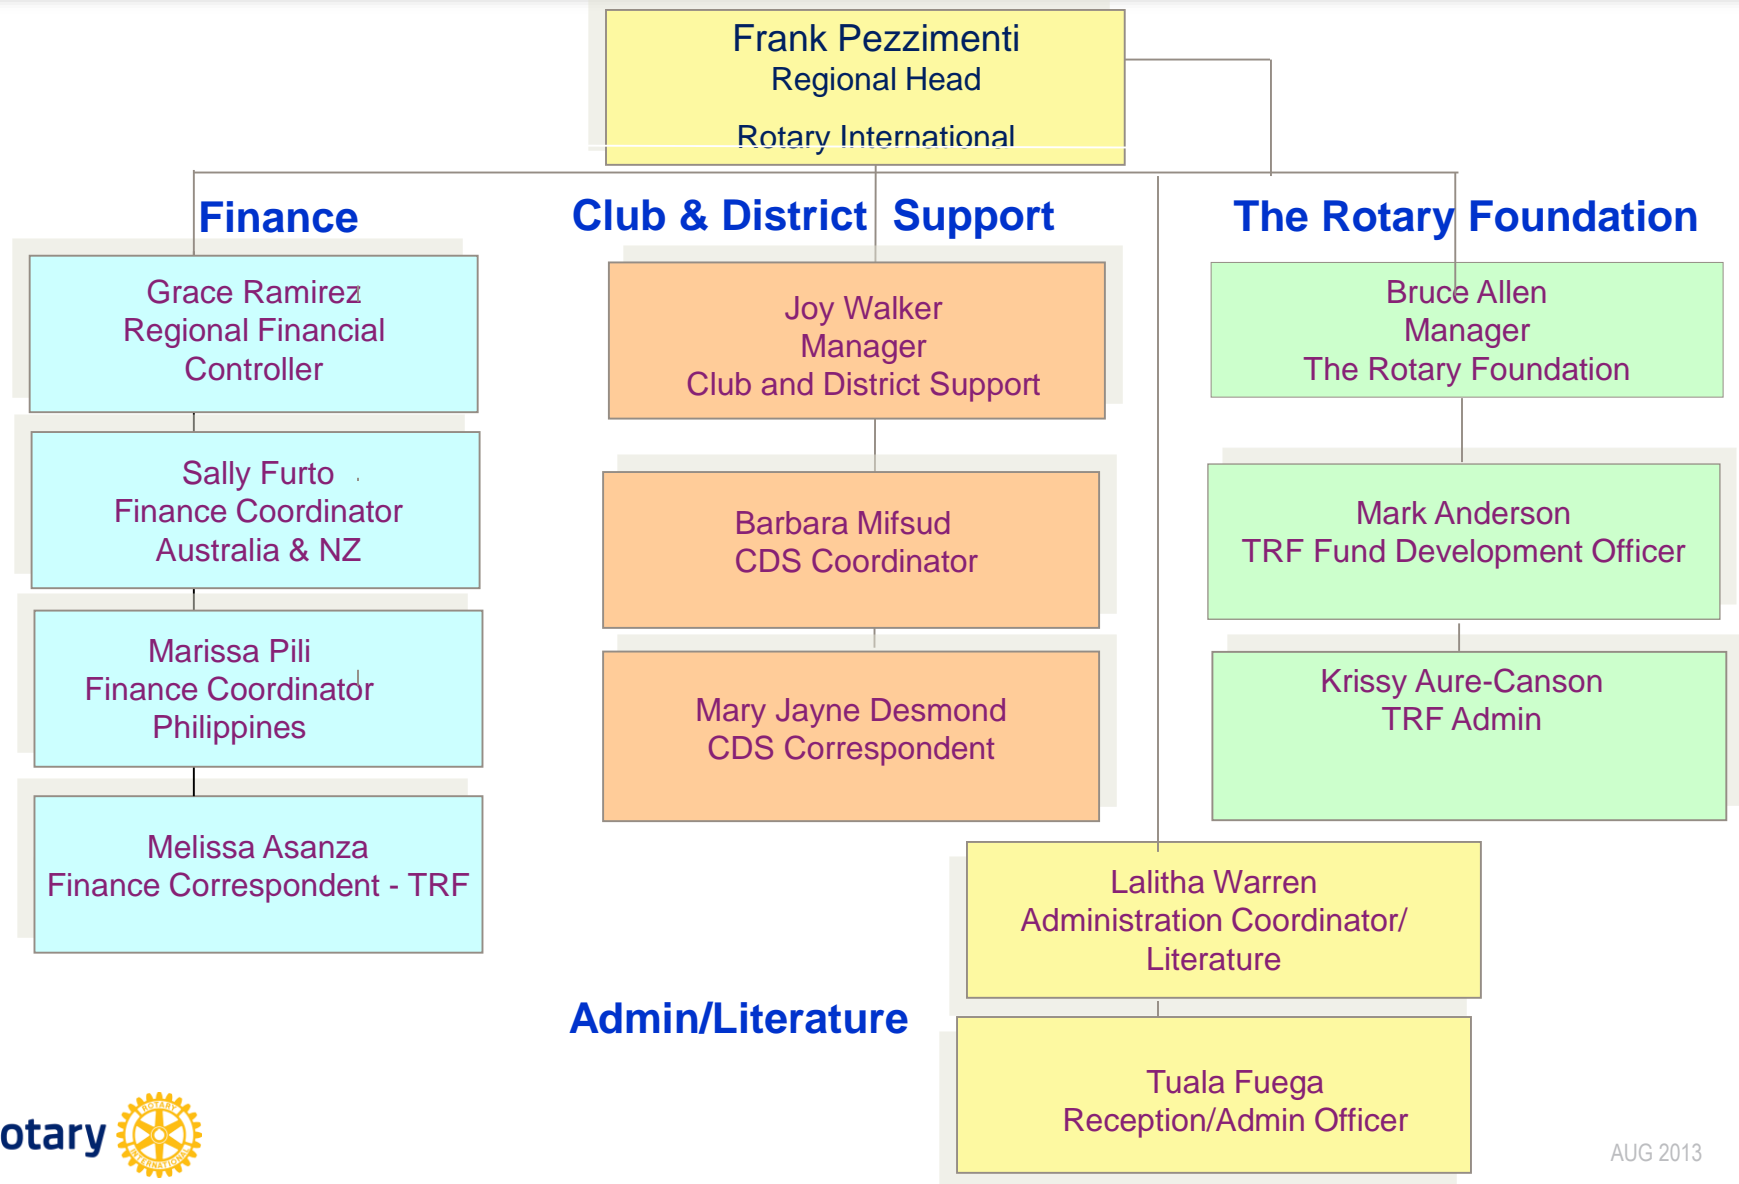 Frank Pezzimenti
Regional Head
Rotary International
Finance
Grace Ramirez
Regional Financial
Controller
Sally Furto
Finance Coordinator
Australia & NZ
Marissa Pili
Finance Coordinator
Philippines
Melissa Asanza
Finance Correspondent - TRF
Club & District Support
Joy Walker
Manager
Club and District Support
Barbara Mifsud
CDS Coordinator
Mary Jayne Desmond
CDS Correspondent
The Rotary Foundation
Bruce Allen
Manager
The Rotary Foundation
Mark Anderson
TRF Fund Development Officer
Krissy Aure-Canson
TRF Admin
Admin/Literature
Lalitha Warren
Administration Coordinator/
Literature
Tuala Fuega
Reception/Admin Officer
otary
ROTARY
INTERNATIONAL
AUG 2013